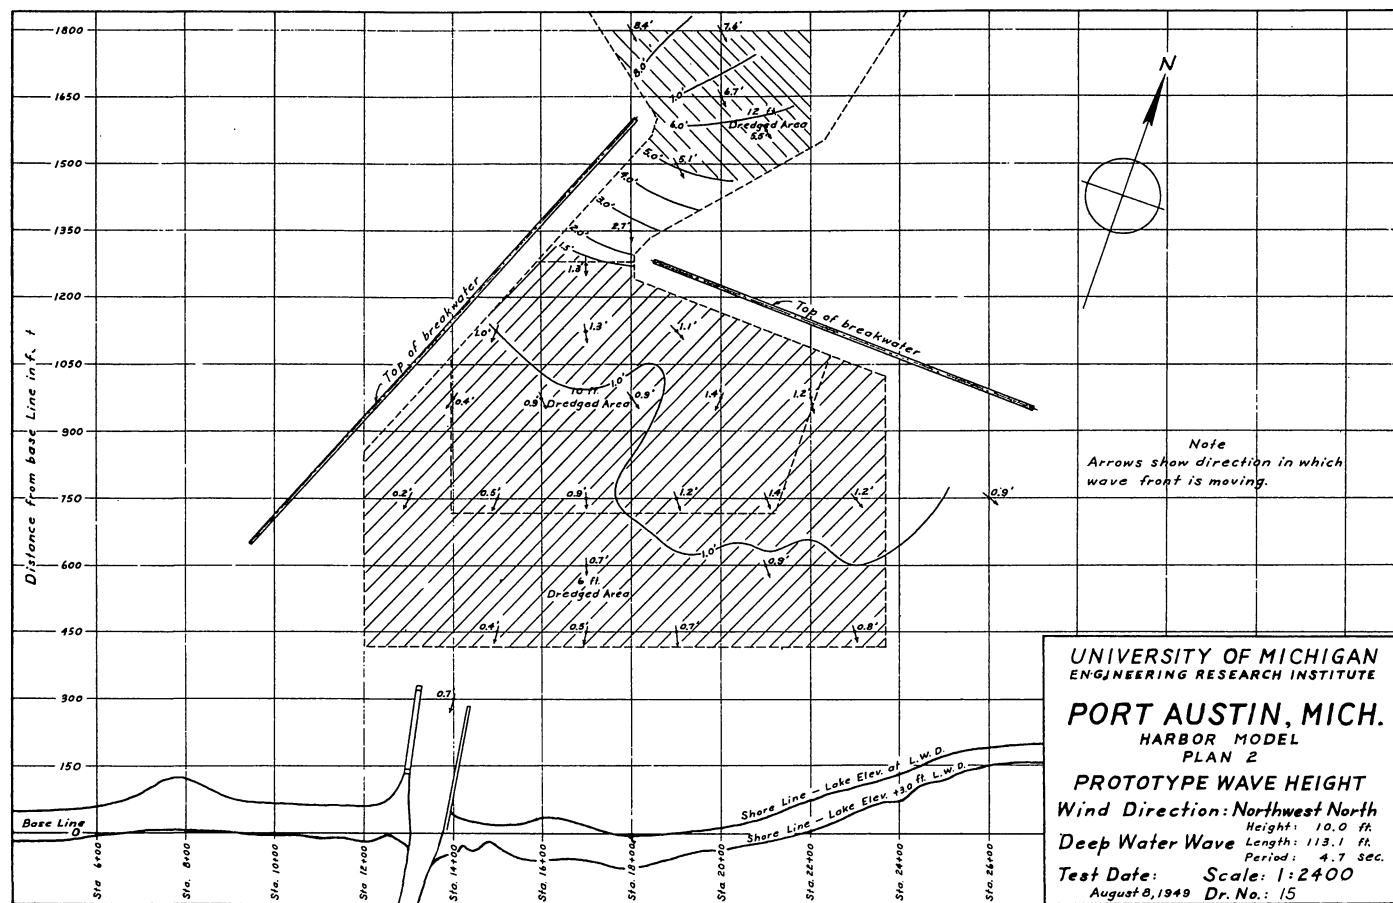 1800
1650
1500
1350
1200
1050
900
750
600
450
300
150
Base Line
0
Distance from base Line in f. t
8.4'
7.6'
8.0'
7.0'
6.7'
12 ft.
Dredged Area
6.0'
5.5'
5.0'
5.1'
4.0'
3.0'
2.0'
2.7'
1.5'
1.3'
Top of breakwater
Top of breakwater
1.3'
1.1'
1.0'
10 ft.
Dredged Area
0.4'
0.9'
0.9'
1.4'
1.2'
0.2'
0.5'
0.9'
1.2'
1.4'
1.2'
0.9'
1.0'
0.7'
0.9'
6 ft.
Dredged Area
0.4'
0.5'
0.7'
0.8'
0.7'
N
Note
Arrows show direction in which
wave front is moving.
Shore Line - Lake Elev. at L.W.D.
Shore Line - Lake Elev. +3.0 ft. L.W.D.
Sta. 6+00
Sta. 8+00
Sta. 10+00
Sta. 12+00
Sta. 14+00
Sta. 16+00
Sta. 18+00
Sta. 20+00
Sta. 22+00
Sta. 24+00
Sta. 26+00
UNIVERSITY OF MICHIGAN
ENGINEERING RESEARCH INSTITUTE
PORT AUSTIN, MICH.
HARBOR MODEL
PLAN 2
PROTOTYPE WAVE HEIGHT
Wind Direction: Northwest North
Height: 10.0 ft.
Deep Water Wave Length: 113.1 ft.
Period: 4.7 sec.
Test Date: Scale: 1:2400
August 8, 1949 Dr. No.: 15